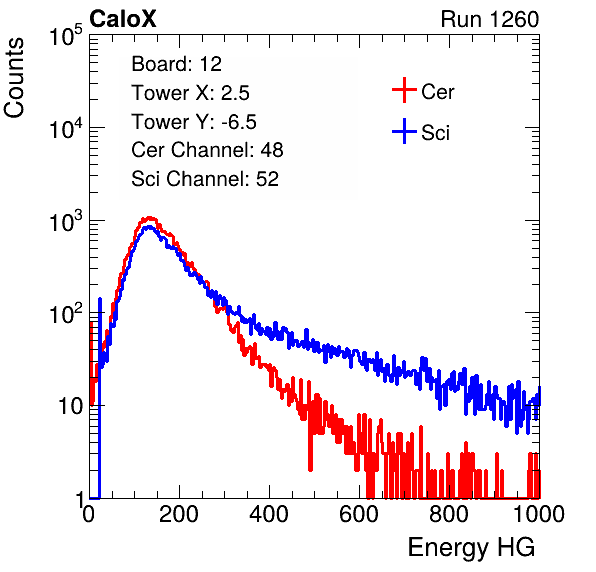 CaloX Run 1260
Counts
10^5
10^4
10^3
10^2
10
1
Board: 12
Tower X: 2.5
Tower Y: -6.5
Cer Channel: 48
Sci Channel: 52
Cer
Sci
0 200 400 600 800 1000
Energy HG